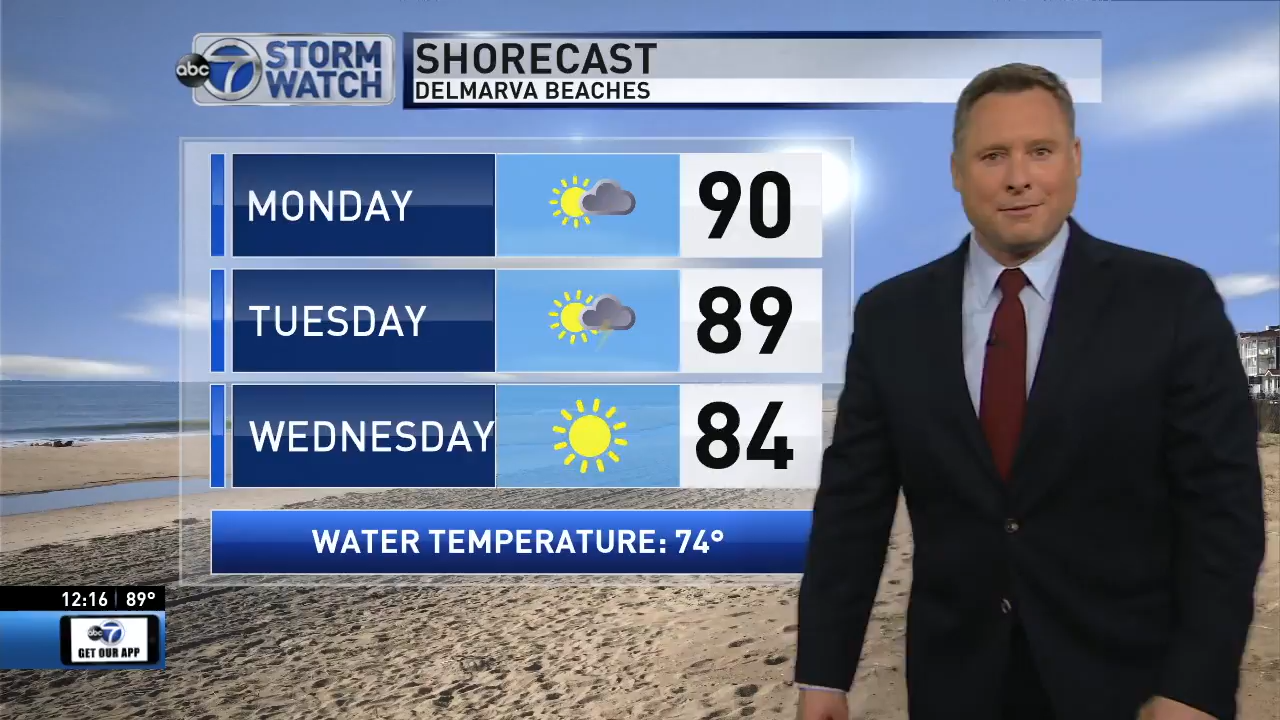 abc 7 STORM
WATCH
SHORECAST
DELMARVA BEACHES
MONDAY 90
TUESDAY 89
WEDNESDAY 84
WATER TEMPERATURE: 74°
12:16 89°
abc 7
GET OUR APP